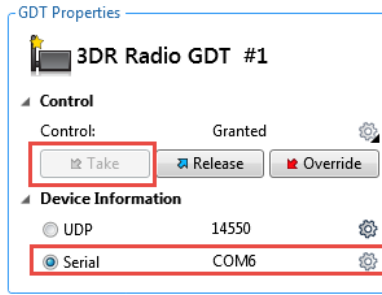 GDT Properties
3DR Radio GDT #1
Control
Control: Granted
Take Release Override
Device Information
UDP 14550
Serial COM6